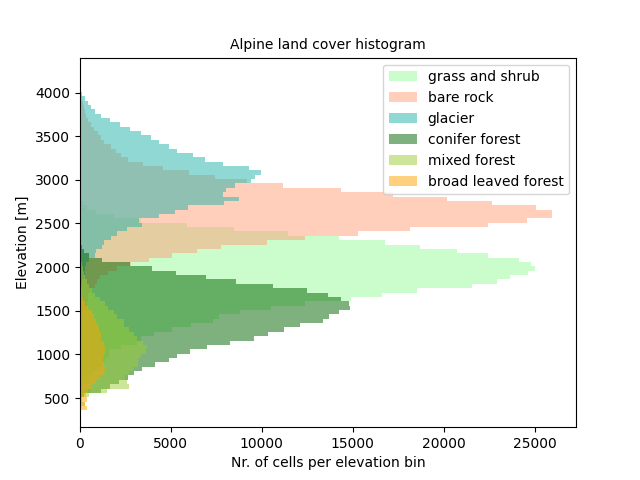 Alpine land cover histogram
grass and shrub
bare rock
glacier
conifer forest
mixed forest
broad leaved forest
Elevation [m]
4000
3500
3000
2500
2000
1500
1000
500
0 5000 10000 15000 20000 25000
Nr. of cells per elevation bin